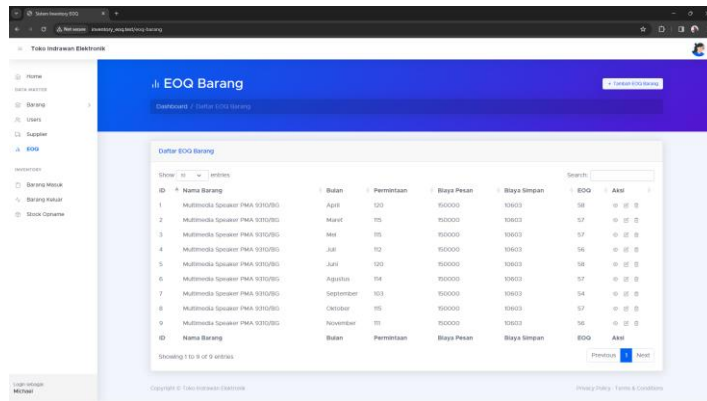 Sistem Inventory EOQ
Not secure inventory_eoq.test/eoq-barang
Toko Indrawan Elektronik
Home
DATA MASTER
Barang
Users
Supplier
EOQ
INVENTORY
Barang Masuk
Barang Keluar
Stock Opname
EOQ Barang
+ Tambah EOQ Barang
Dashboard / Daftar EOQ Barang
Daftar EOQ Barang
Show 10 entries
Search:
ID Nama Barang Bulan Permintaan Biaya Pesan Biaya Simpan EOQ Aksi
1 Multimedia Speaker PMA 9310/BG April 120 150000 10603 58
2 Multimedia Speaker PMA 9310/BG Maret 115 150000 10603 57
3 Multimedia Speaker PMA 9310/BG Mei 115 150000 10603 57
4 Multimedia Speaker PMA 9310/BG Juli 112 150000 10603 56
5 Multimedia Speaker PMA 9310/BG Juni 120 150000 10603 58
6 Multimedia Speaker PMA 9310/BG Agustus 114 150000 10603 57
7 Multimedia Speaker PMA 9310/BG September 103 150000 10603 54
8 Multimedia Speaker PMA 9310/BG Oktober 115 150000 10603 57
9 Multimedia Speaker PMA 9310/BG November 111 150000 10603 56
ID Nama Barang Bulan Permintaan Biaya Pesan Biaya Simpan EOQ Aksi
Showing 1 to 9 of 9 entries
Previous 1 Next
Login sebagai:
Michael
Copyright © Toko Indrawan Elektronik
Privacy Policy · Terms & Conditions